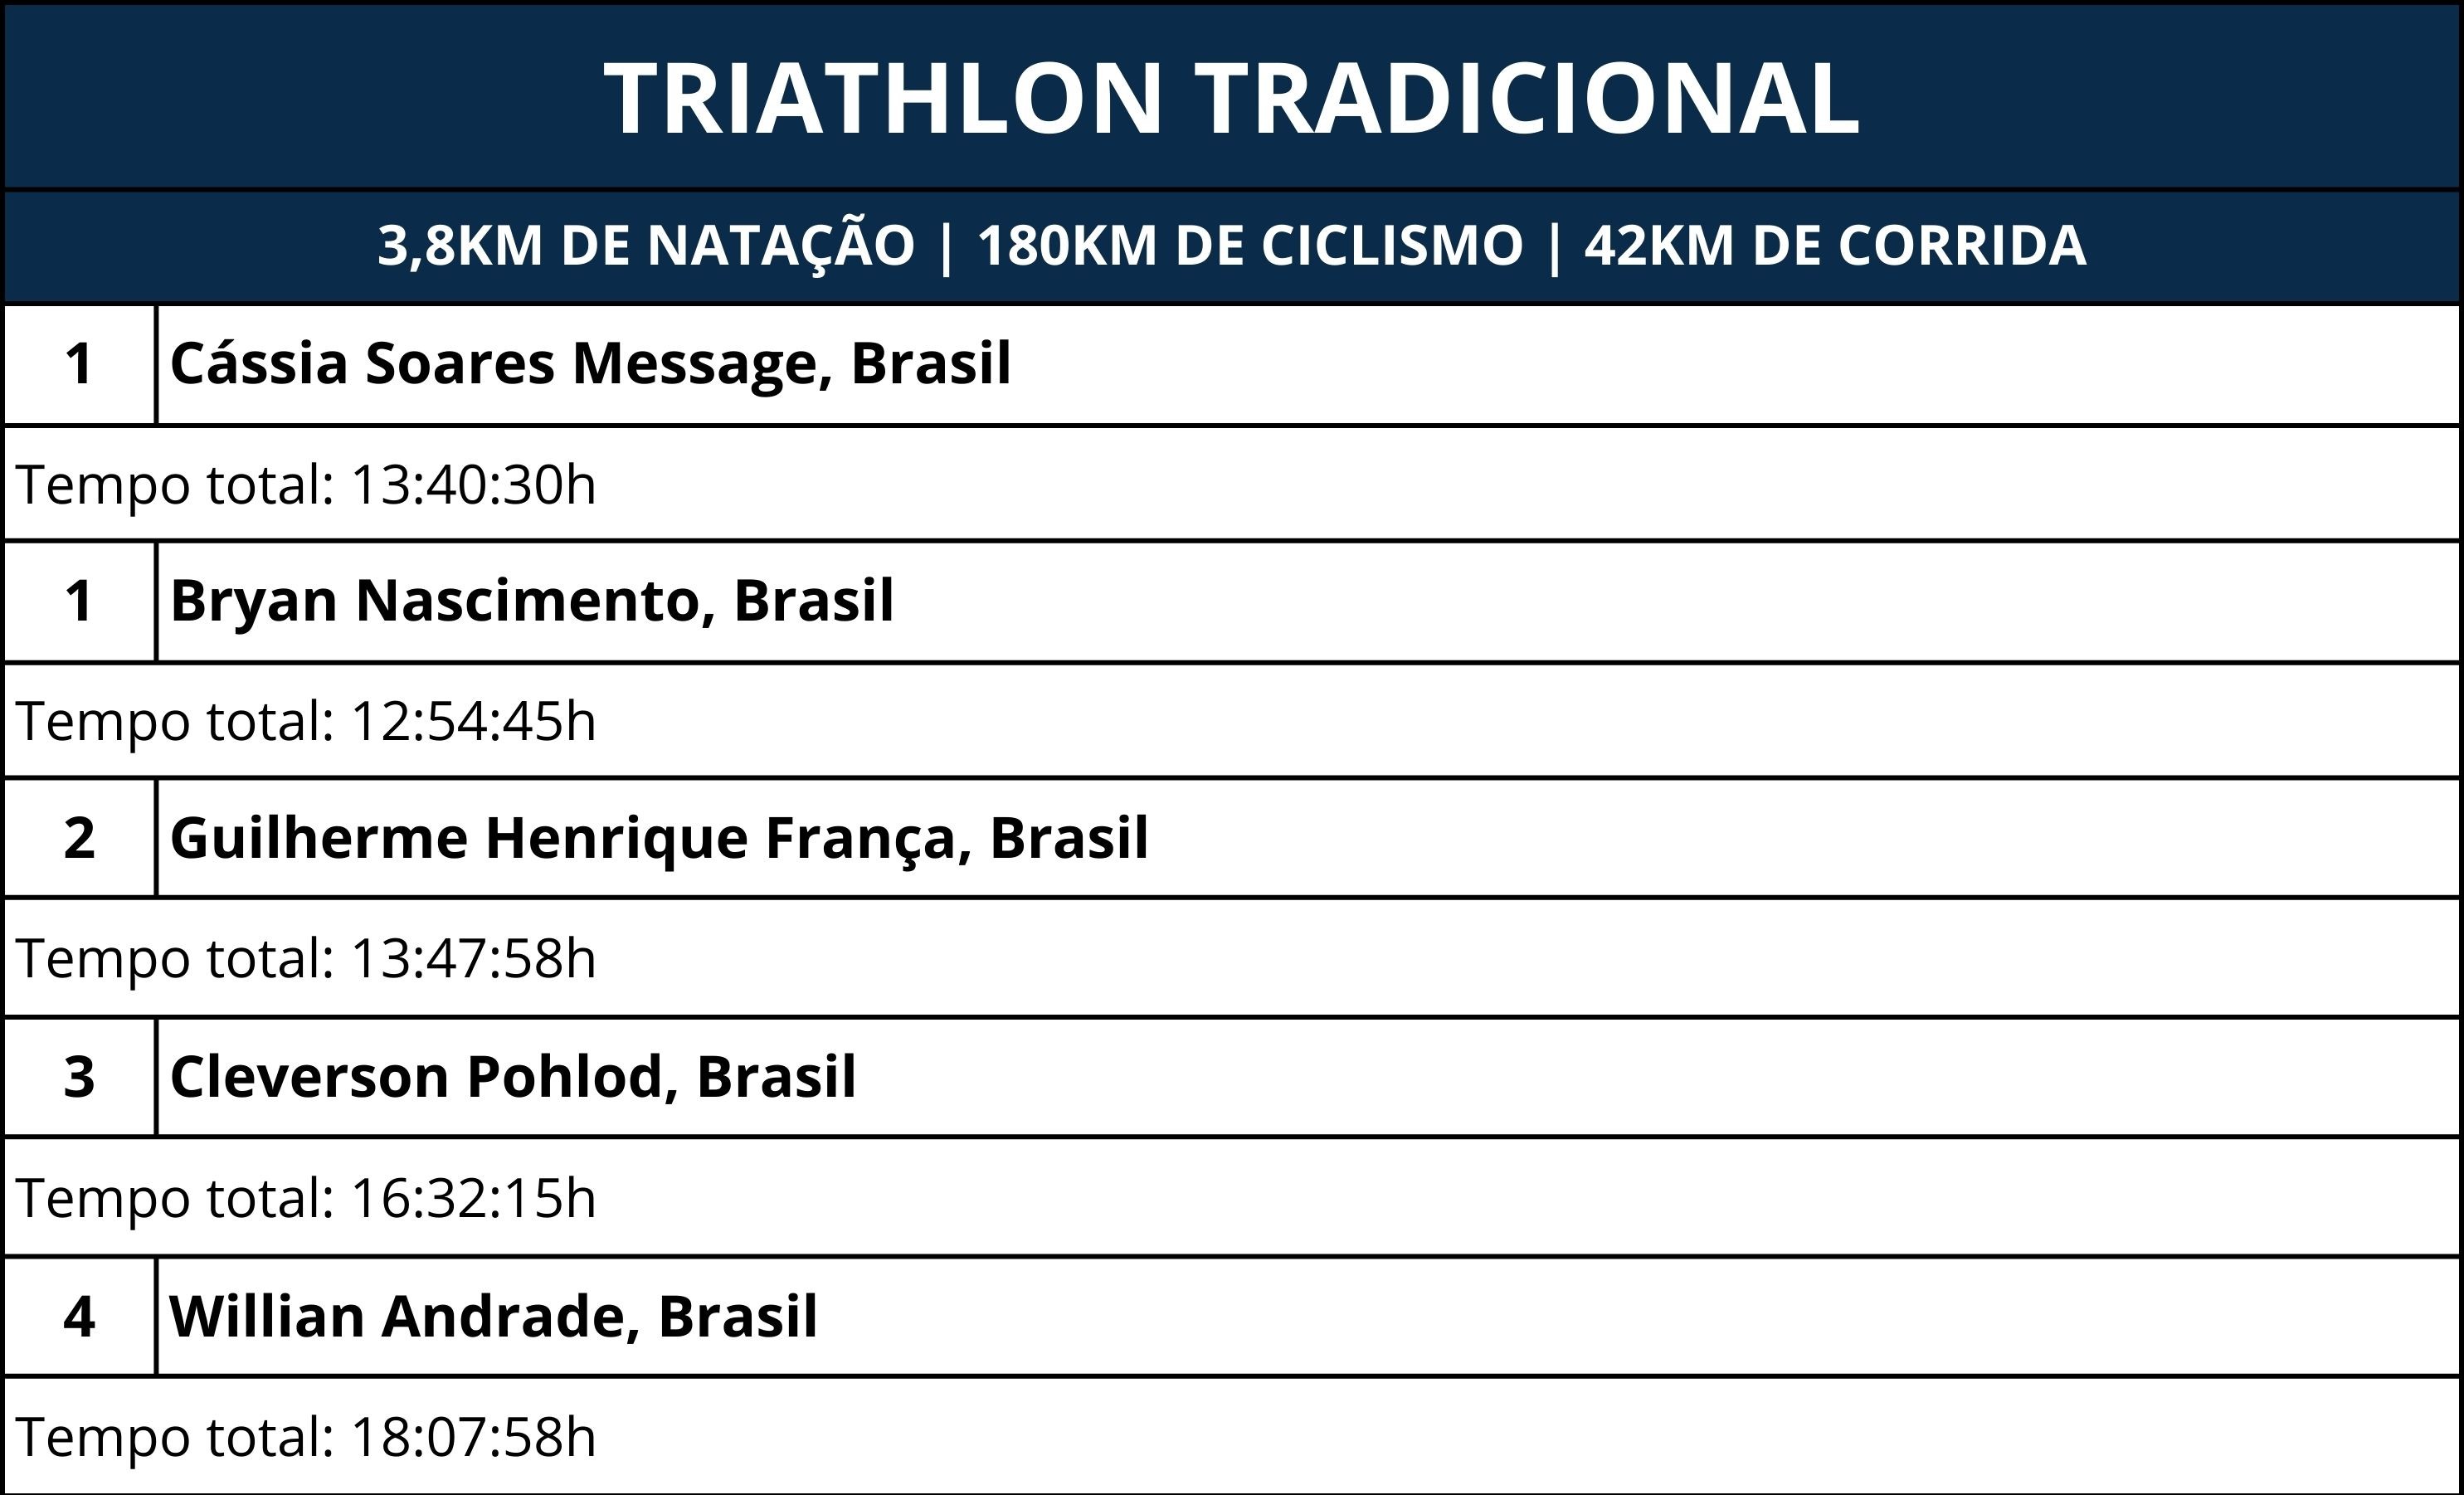 TRIATHLON TRADICIONAL
3,8KM DE NATAÇÃO | 180KM DE CICLISMO | 42KM DE CORRIDA
1 Cássia Soares Message, Brasil
Tempo total: 13:40:30h
1 Bryan Nascimento, Brasil
Tempo total: 12:54:45h
2 Guilherme Henrique França, Brasil
Tempo total: 13:47:58h
3 Cleverson Pohlod, Brasil
Tempo total: 16:32:15h
4 Willian Andrade, Brasil
Tempo total: 18:07:58h